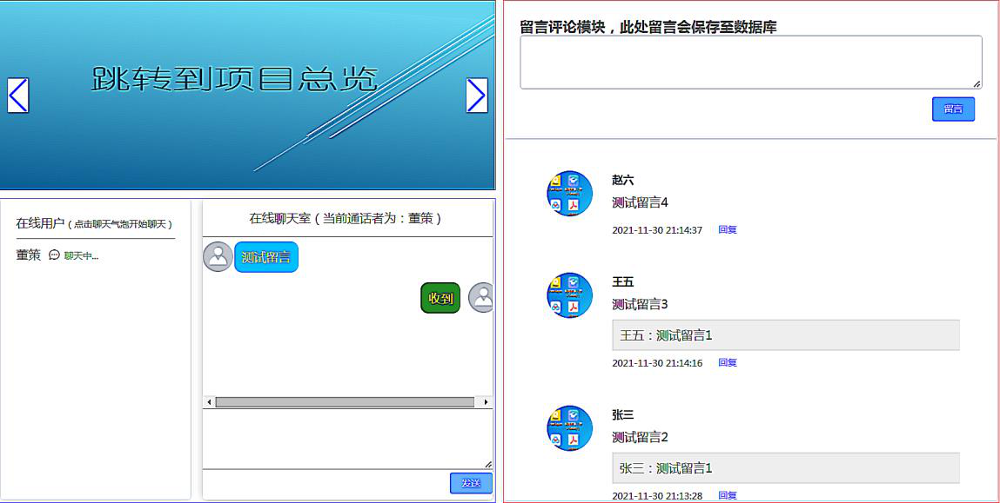 跳转到项目总览
在线用户（点击聊天气泡开始聊天）
董策 聊天中...
在线聊天室（当前通话者为：董策）
测试留言
收到
发送
留言评论模块，此处留言会保存至数据库
留言
赵六
测试留言4
2021-11-30 21:14:37 回复
王五
测试留言3
王五：测试留言1
2021-11-30 21:14:16 回复
张三
测试留言2
张三：测试留言1
2021-11-30 21:13:28 回复